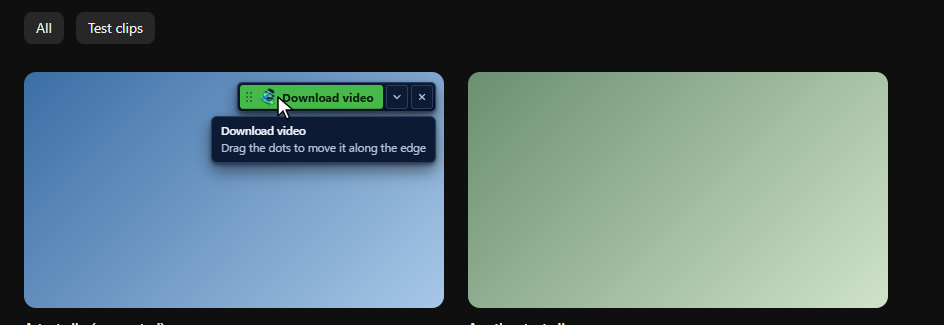 All
Test clips
Download video
Download video
Drag the dots to move it along the edge